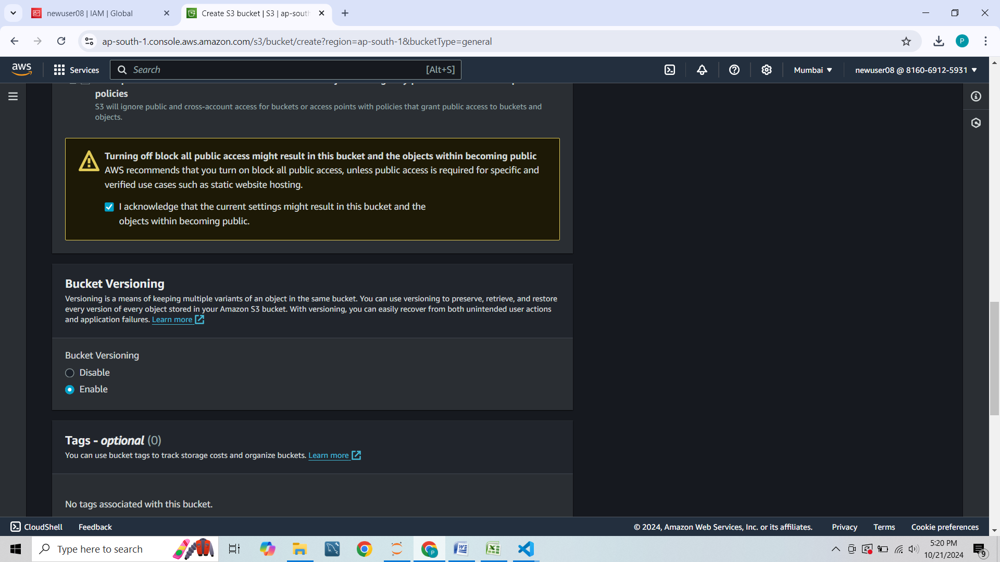 newuser08 | IAM | Global
Create S3 bucket | S3 | ap-south
ap-south-1.console.aws.amazon.com/s3/bucket/create?region=ap-south-1&bucketType=general
P
aws
Services
Search
[Alt+S]
Mumbai
newuser08 @ 8160-6912-5931
policies
S3 will ignore public and cross-account access for buckets or access points with policies that grant public access to buckets and
objects.
Turning off block all public access might result in this bucket and the objects within becoming public
AWS recommends that you turn on block all public access, unless public access is required for specific and
verified use cases such as static website hosting.
I acknowledge that the current settings might result in this bucket and the
objects within becoming public.
Bucket Versioning
Versioning is a means of keeping multiple variants of an object in the same bucket. You can use versioning to preserve, retrieve, and restore
every version of every object stored in your Amazon S3 bucket. With versioning, you can easily recover from both unintended user actions
and application failures. Learn more
Bucket Versioning
Disable
Enable
Tags - optional (0)
You can use bucket tags to track storage costs and organize buckets. Learn more
No tags associated with this bucket.
CloudShell
Feedback
© 2024, Amazon Web Services, Inc. or its affiliates.
Privacy
Terms
Cookie preferences
Type here to search
5:20 PM
10/21/2024
9